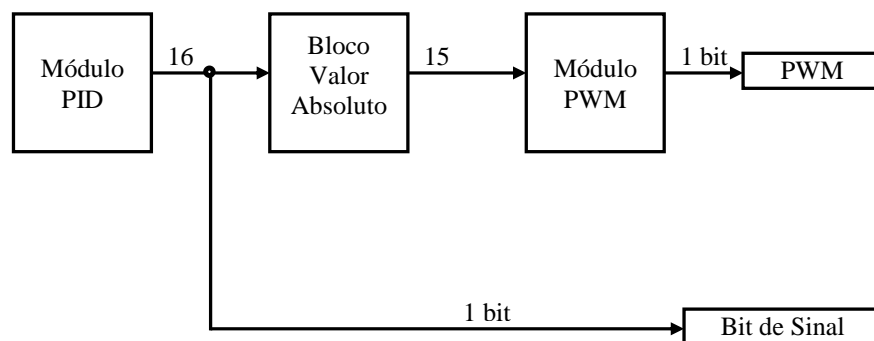 Módulo
PID
16
Bloco
Valor
Absoluto
15
Módulo
PWM
1 bit
PWM
1 bit
Bit de Sinal